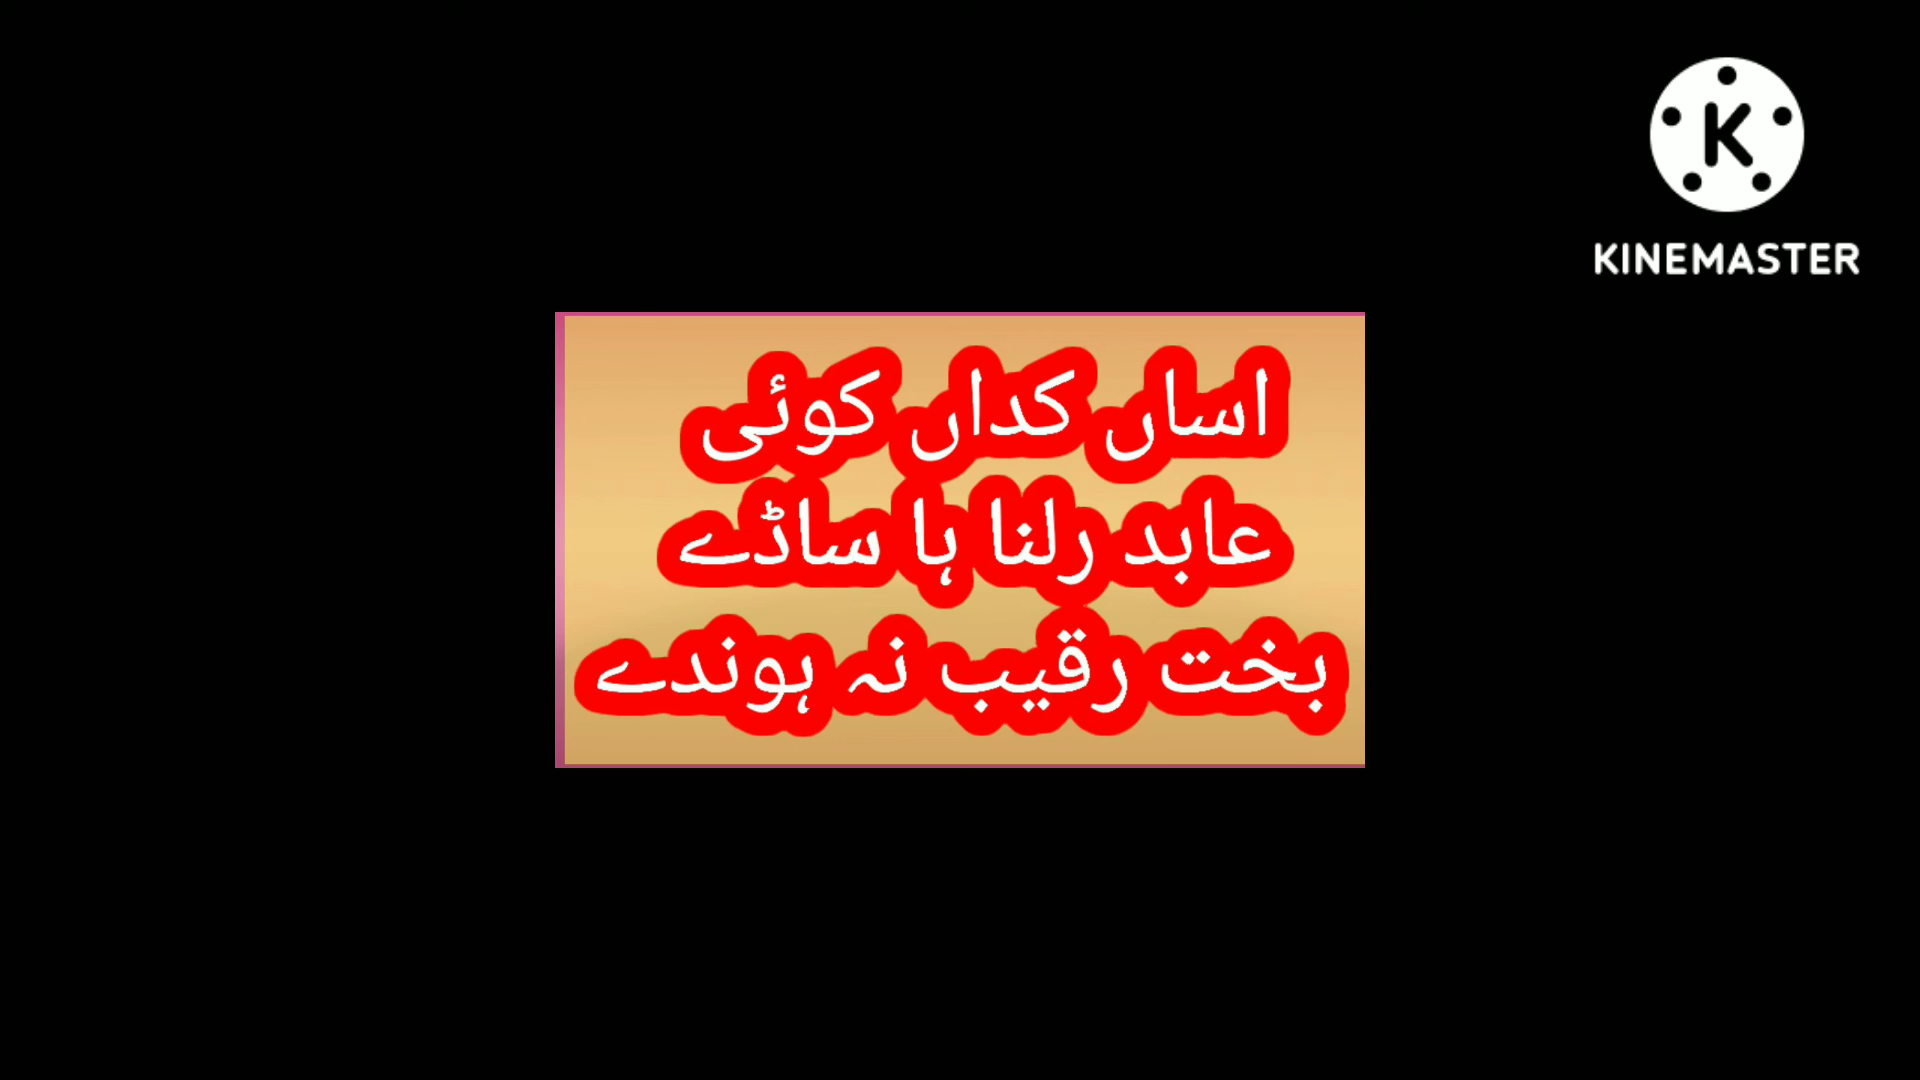 KINEMASTER
اساں کداں کوئی
عابد رلنا ہا ساڈے
بخت رقیب نہ ہوندے